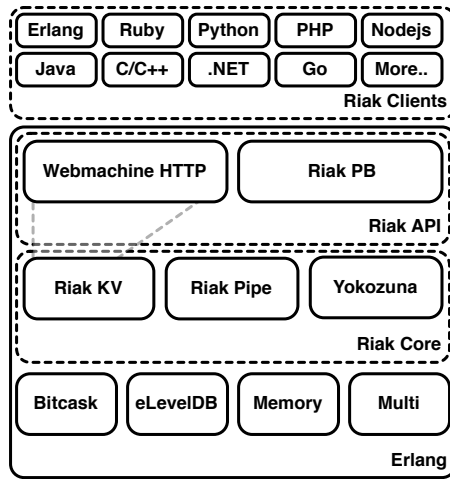 Erlang Ruby Python PHP Nodejs
Java C/C++ .NET Go More..
Riak Clients
Webmachine HTTP Riak PB
Riak API
Riak KV Riak Pipe Yokozuna
Riak Core
Bitcask eLevelDB Memory Multi
Erlang